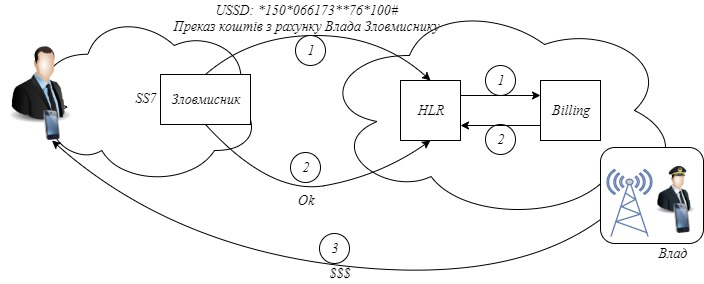 USSD: *150*066173**76*100#
Преказ коштів з рахунку Влада Зловмиснику
1
SS7
Зловмисник
HLR
1
Billing
2
2
Ok
3
$$$
Влад